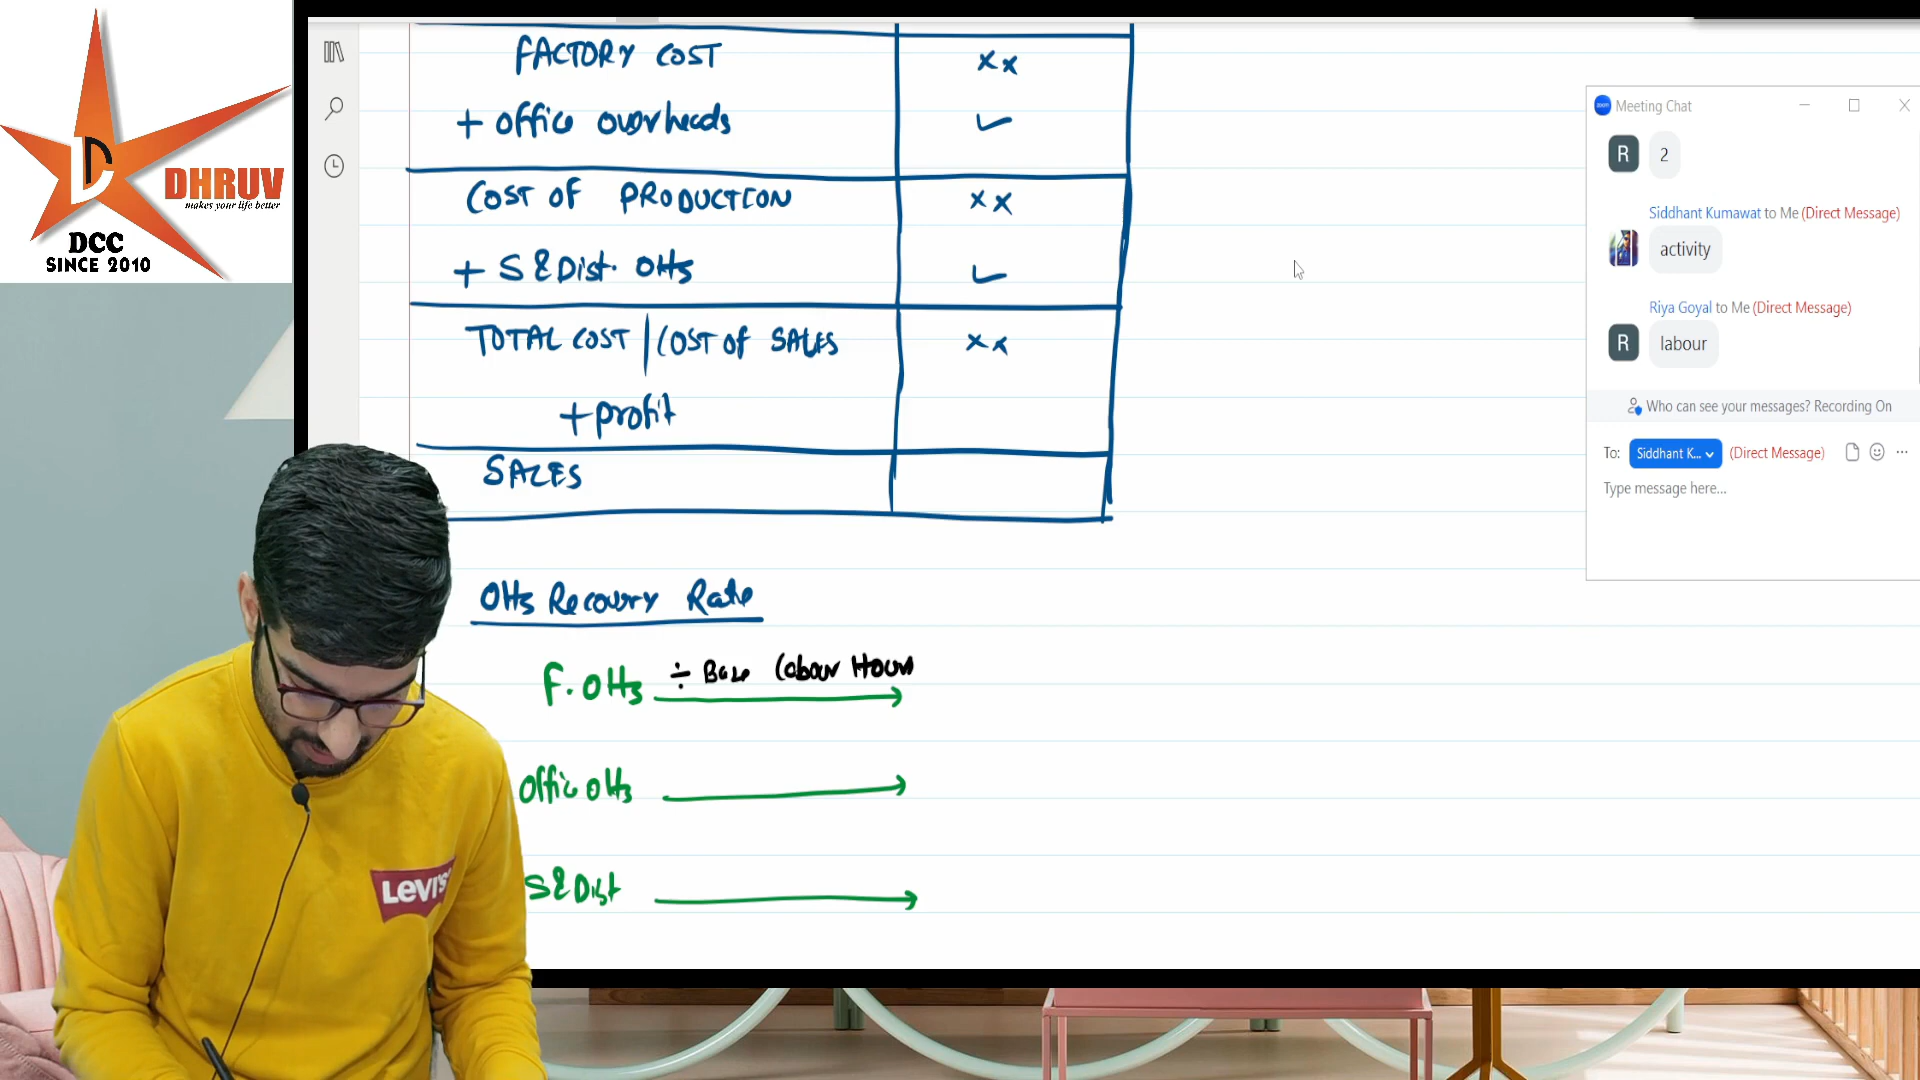 FACTORY COST xx
+ office overheads ✓
COST OF PRODUCTION xx
+ S & Dist. OHs ✓
TOTAL COST | COST OF SALES xx
+ profit
SALES
OHs Recovery Rate
F. OHs ÷ Base Labour Hours
Office OHs
S & Dist
DHRUV
makes your life better
DCC
SINCE 2010
LEVI'S
zoom
Meeting Chat
R 2
Siddhant Kumawat to Me (Direct Message)
activity
Riya Goyal to Me (Direct Message)
R labour
Who can see your messages? Recording On
To: Siddhant K... (Direct Message)
Type message here...